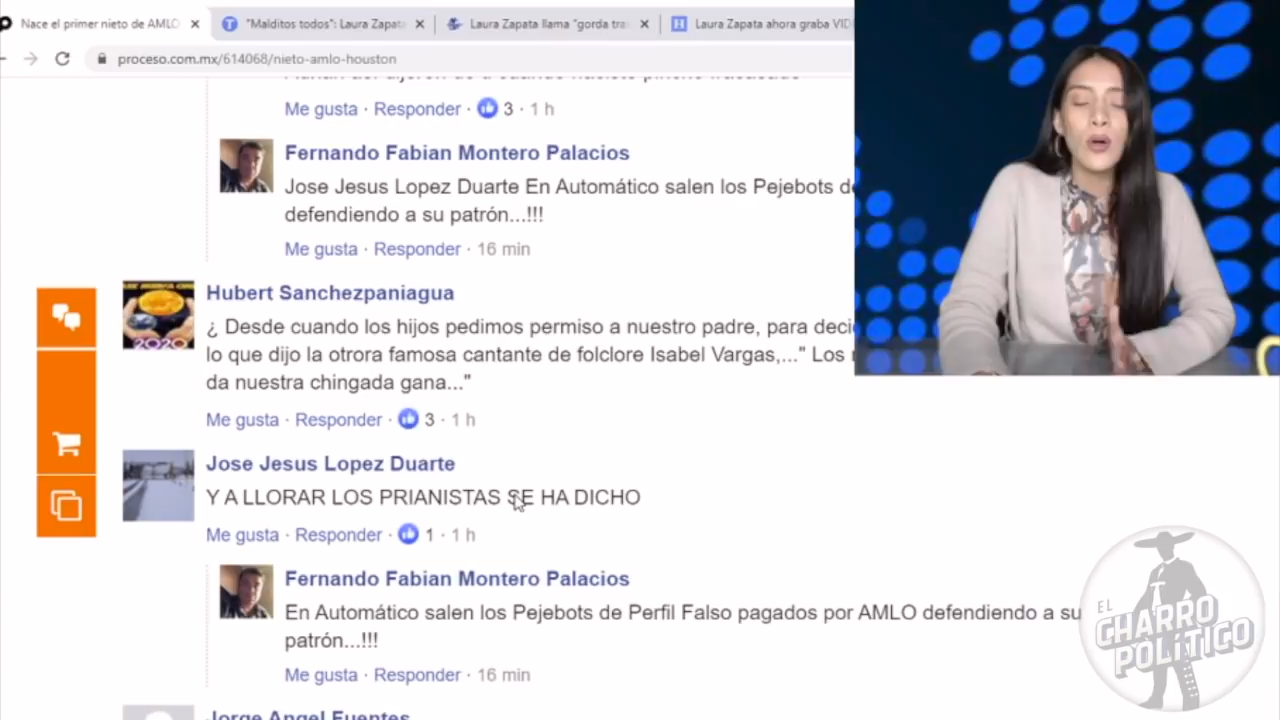 Nace el primer nieto de AMLO
"Malditos todos": Laura Zapata
Laura Zapata llama "gorda tra
Laura Zapata ahora graba VID
proceso.com.mx/614068/nieto-amlo-houston
Me gusta · Responder · 3 · 1 h
Fernando Fabian Montero Palacios
Jose Jesus Lopez Duarte En Automático salen los Pejebots de
defendiendo a su patrón...!!!
Me gusta · Responder · 16 min
Hubert Sanchezpaniagua
¿ Desde cuando los hijos pedimos permiso a nuestro padre, para deci
lo que dijo la otrora famosa cantante de folclore Isabel Vargas,..." Los
da nuestra chingada gana..."
Me gusta · Responder · 3 · 1 h
Jose Jesus Lopez Duarte
Y A LLORAR LOS PRIANISTAS SE HA DICHO
Me gusta · Responder · 1 · 1 h
Fernando Fabian Montero Palacios
En Automático salen los Pejebots de Perfil Falso pagados por AMLO defendiendo a su
patrón...!!!
Me gusta · Responder · 16 min
Jorge Angel Fuentes
2020
EL
CHARRO
POLÍTICO